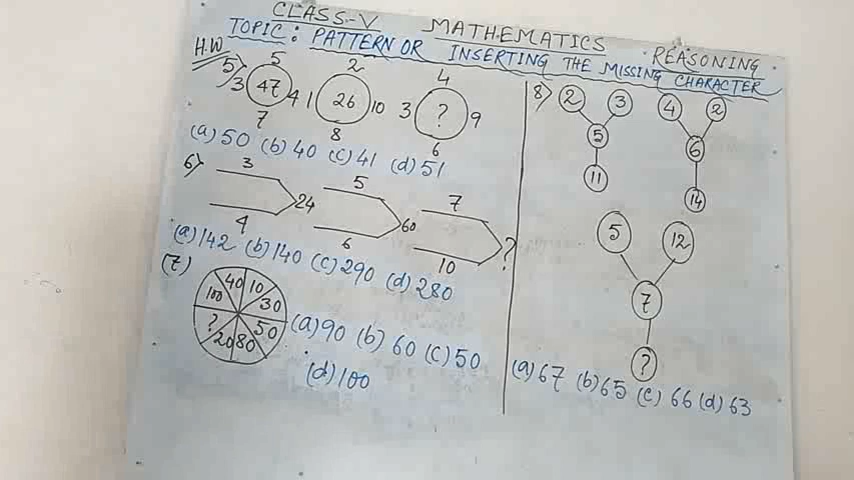 CLASS-V MATHEMATICS REASONING
TOPIC: PATTERN OR INSERTING THE MISSING CHARACTER
H.W
5) 5 2 4
3 47 4 1 26 10 3 ? 9
7 8 6
(a) 50 (b) 40 (c) 41 (d) 51
6) 3 5 7
24 60 ?
4 6 10
(a) 142 (b) 140 (c) 290 (d) 280
(7)
40 10
100 30
? 50
20 80
(a) 90 (b) 60 (c) 50
(d) 100
8) 2 3 4 2
5 6
11 14
5 12
7
?
(a) 67 (b) 65 (c) 66 (d) 63